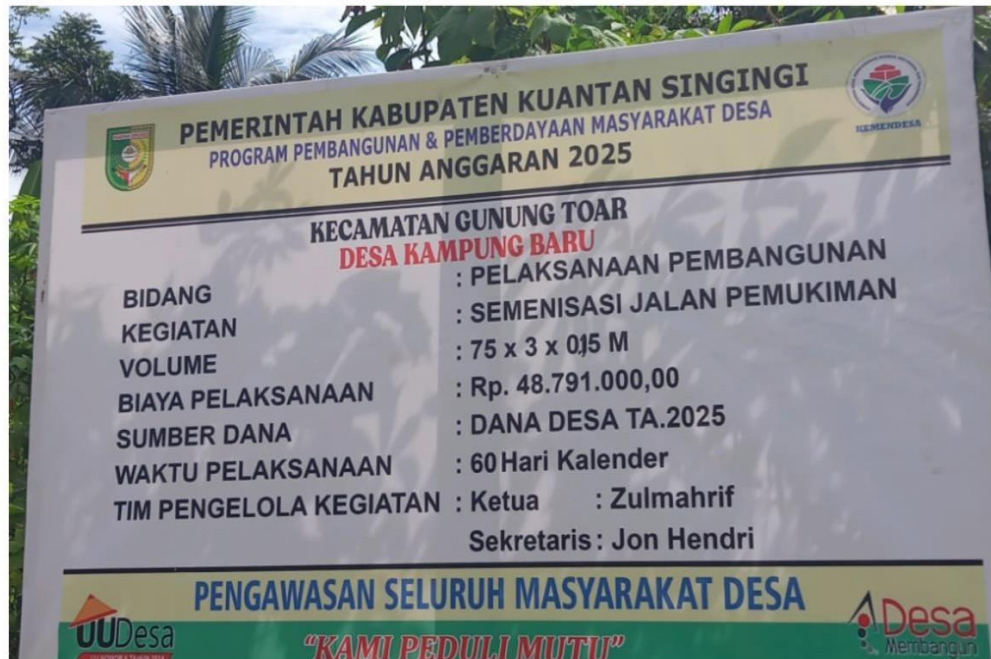 PEMERINTAH KABUPATEN KUANTAN SINGINGI
PROGRAM PEMBANGUNAN & PEMBERDAYAAN MASYARAKAT DESA
TAHUN ANGGARAN 2025
KEMENDESA
KECAMATAN GUNUNG TOAR
DESA KAMPUNG BARU
BIDANG : PELAKSANAAN PEMBANGUNAN
KEGIATAN : SEMENISASI JALAN PEMUKIMAN
VOLUME : 75 x 3 x 0,15 M
BIAYA PELAKSANAAN : Rp. 48.791.000,00
SUMBER DANA : DANA DESA TA.2025
WAKTU PELAKSANAAN : 60 Hari Kalender
TIM PENGELOLA KEGIATAN : Ketua : Zulmahrif
Sekretaris : Jon Hendri
PENGAWASAN SELURUH MASYARAKAT DESA
UUDesa
"KAMI PEDULI MUTU"
Desa
Membangun